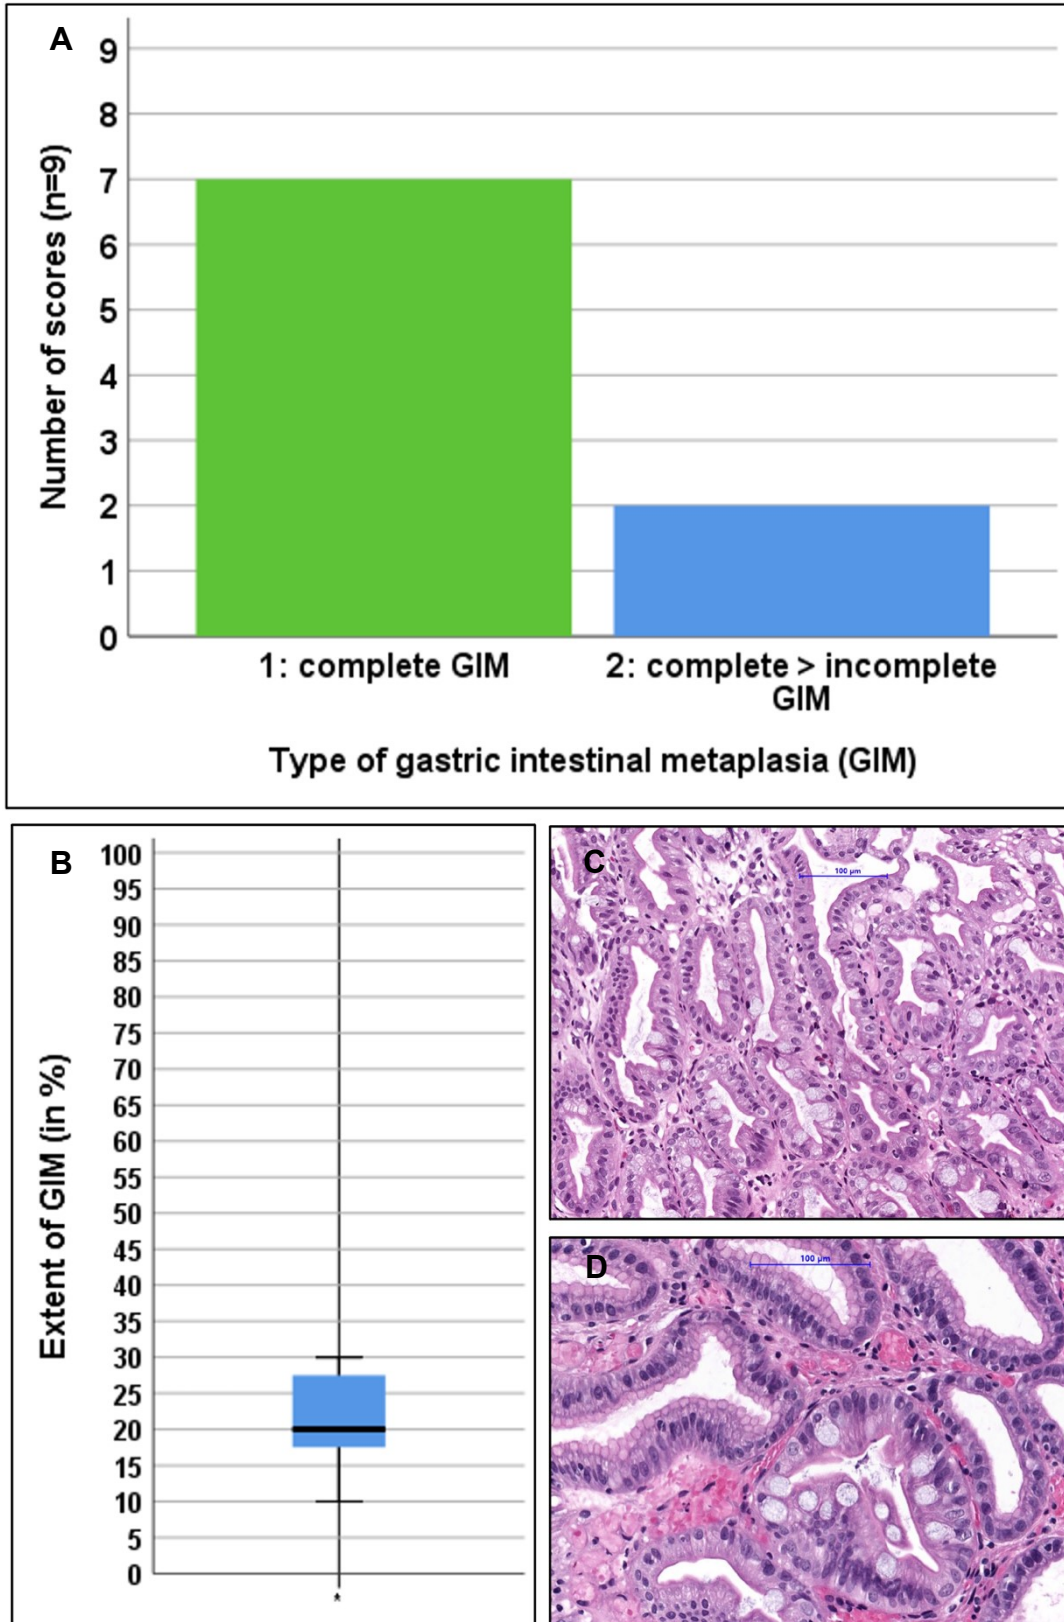 A
Number of scores (n=9)
9
8
7
6
5
4
3
2
1
0
1: complete GIM
2: complete > incomplete
GIM
Type of gastric intestinal metaplasia (GIM)
B
Extent of GIM (in %)
100
95
90
85
80
75
70
65
60
55
50
45
40
35
30
25
20
15
10
5
0
*
C
100 µm
D
100 µm